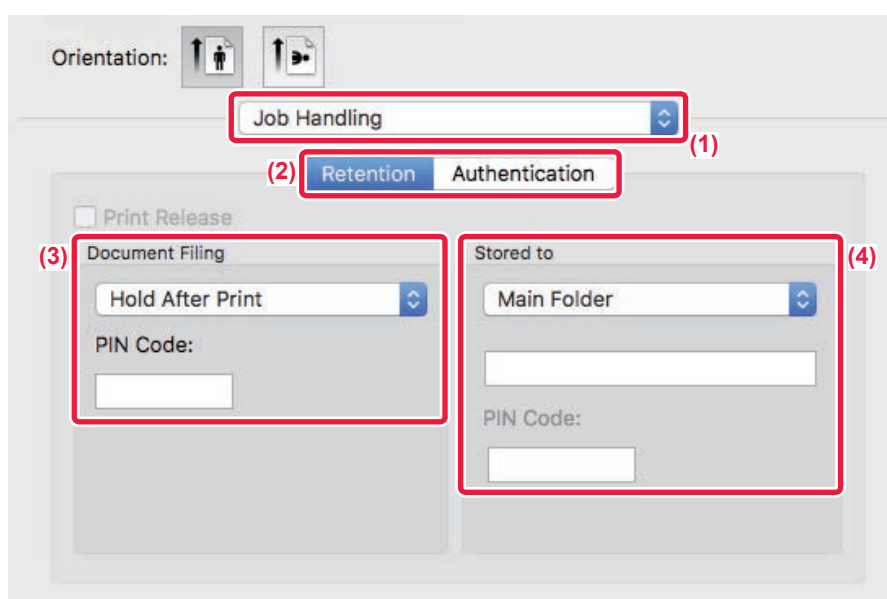 Orientation:
Job Handling
(1)
(2)
Retention Authentication
Print Release
(3)
Document Filing
Hold After Print
PIN Code:
Stored to
(4)
Main Folder
PIN Code: